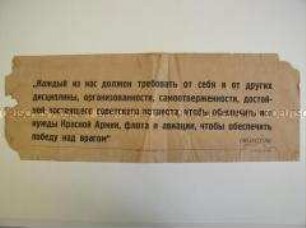 „Каждый из нас должен требовать от себя и от других
дисциплины, организованности, самоотверженности, достой-
ной настоящего советского патриота, чтобы обеспечить все
нужды Красной Армии, флота и авиации, чтобы обеспечить
победу над врагом“